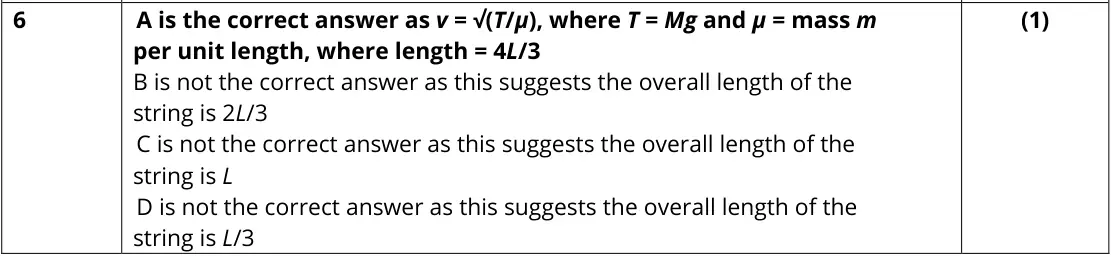 6 A is the correct answer as v = √(T/μ), where T = Mg and μ = mass m (1)
per unit length, where length = 4L/3
B is not the correct answer as this suggests the overall length of the
string is 2L/3
C is not the correct answer as this suggests the overall length of the
string is L
D is not the correct answer as this suggests the overall length of the
string is L/3